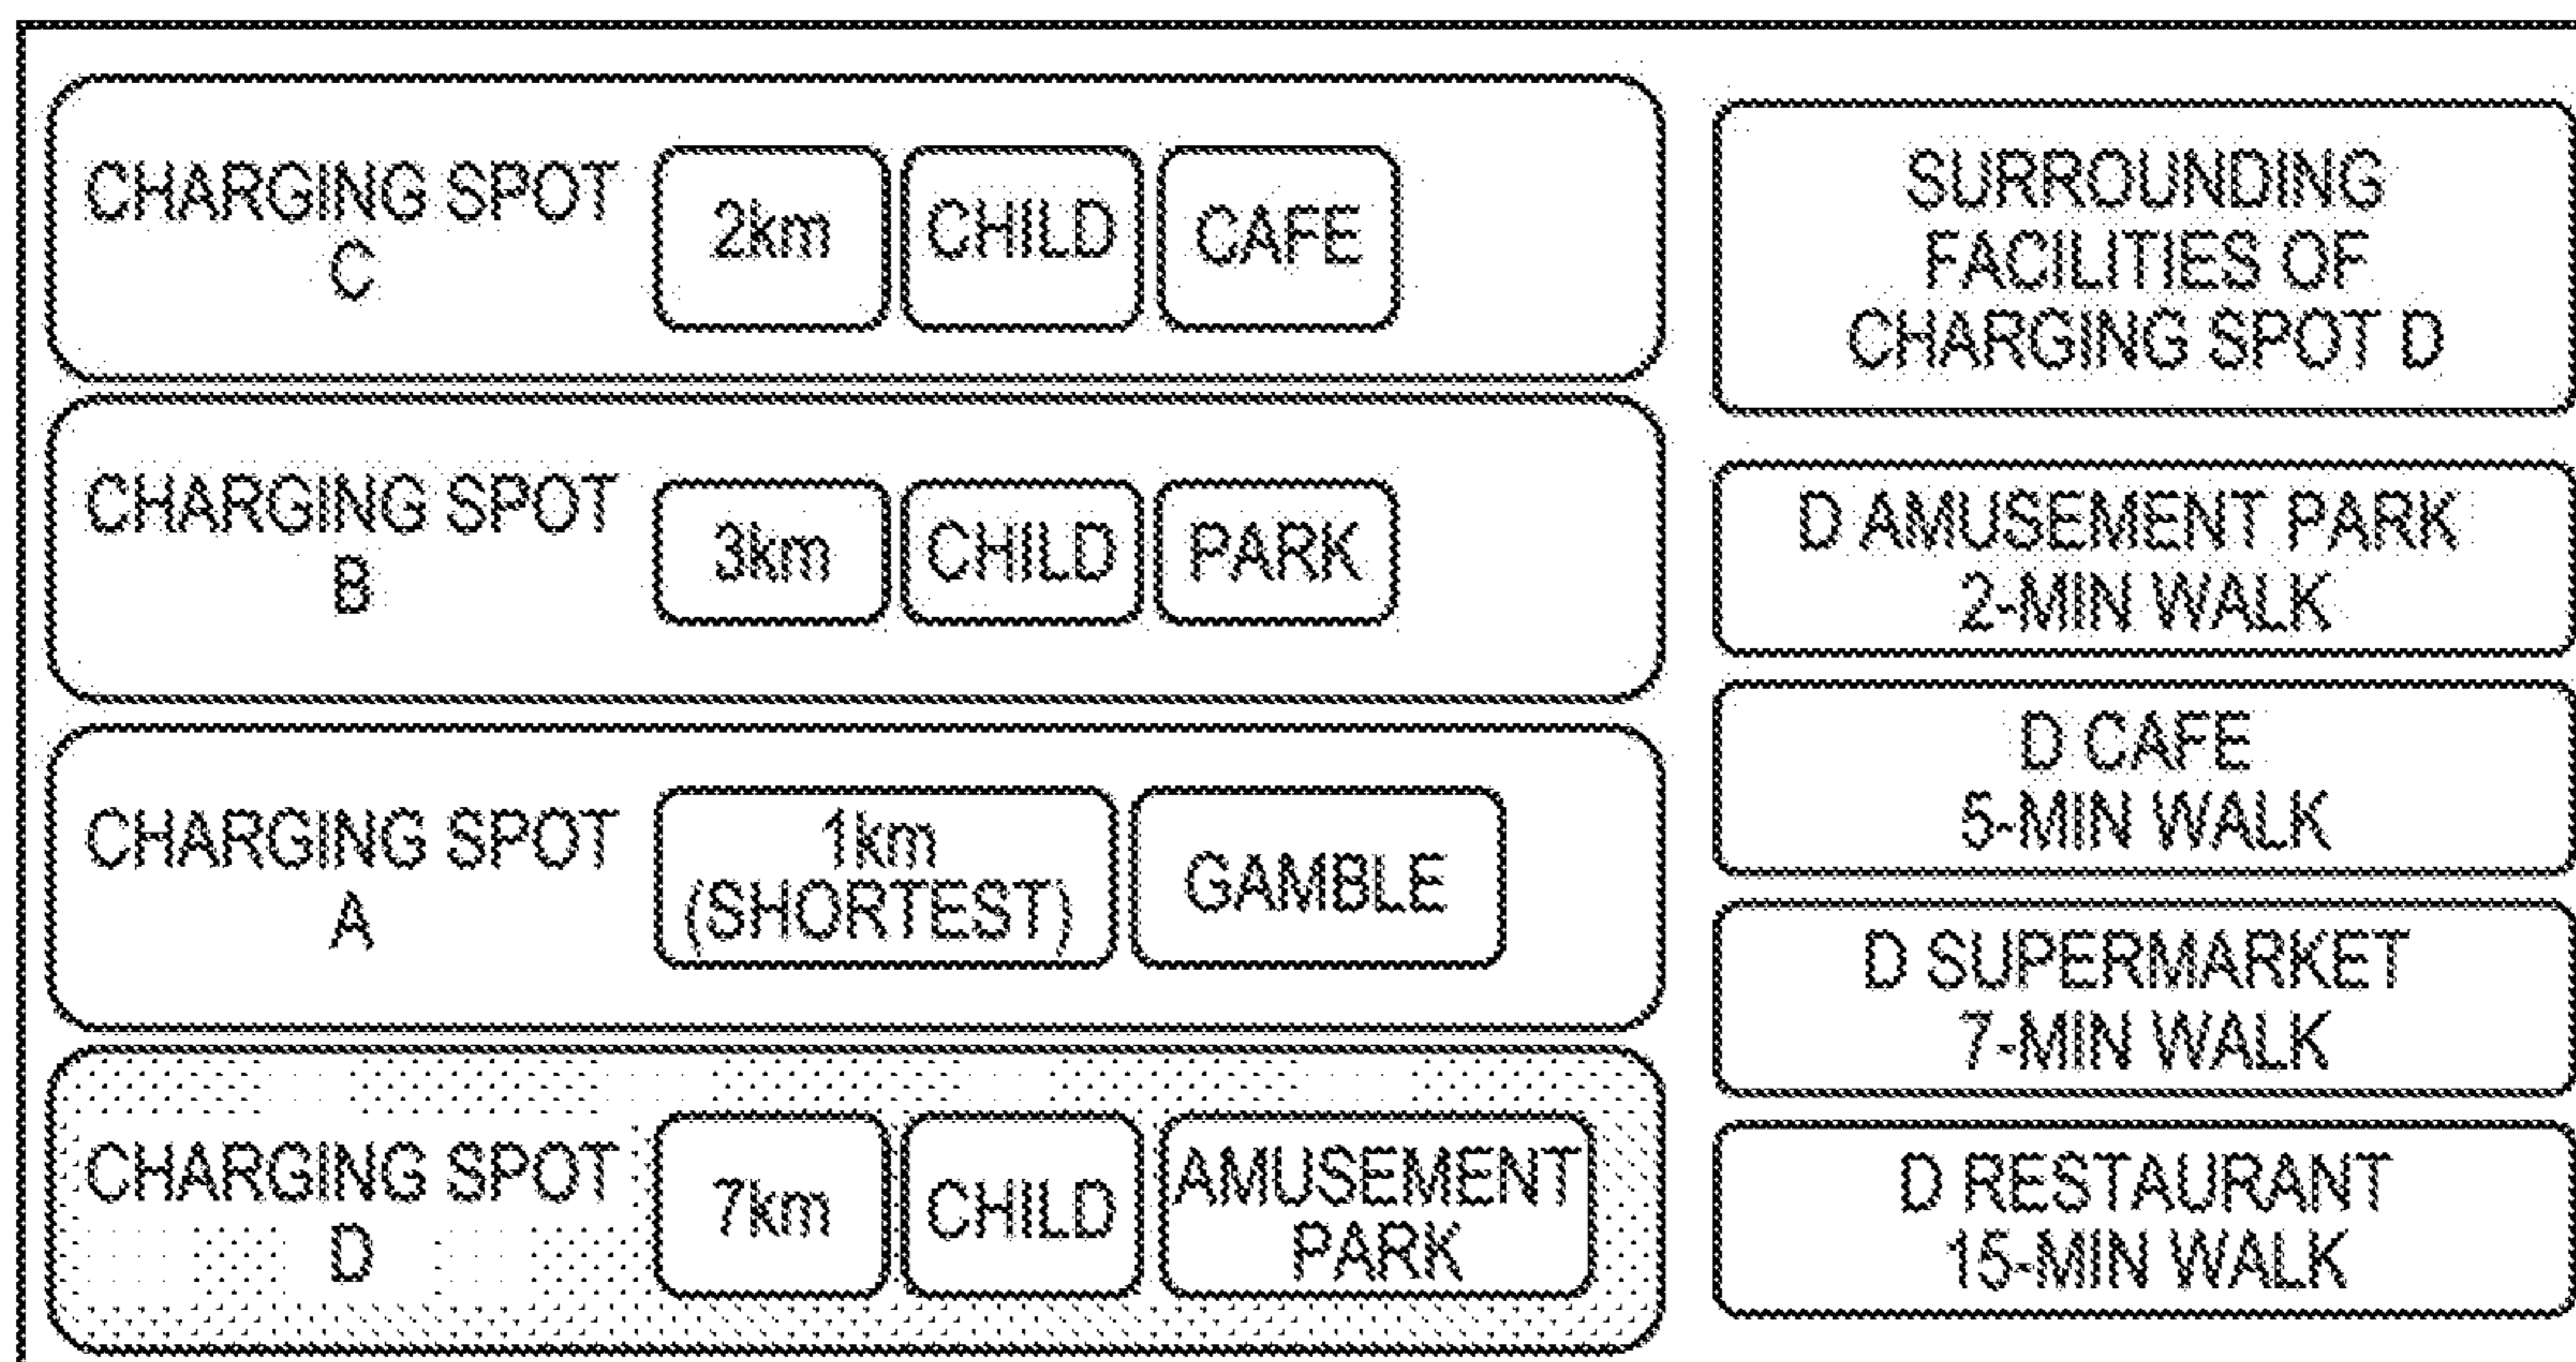 CHARGING SPOT
C
2km
CHILD
CAFE
CHARGING SPOT
B
3km
CHILD
PARK
CHARGING SPOT
A
1km
(SHORTEST)
GAMBLE
CHARGING SPOT
D
7km
CHILD
AMUSEMENT
PARK
SURROUNDING
FACILITIES OF
CHARGING SPOT D
D AMUSEMENT PARK
2-MIN WALK
D CAFE
5-MIN WALK
D SUPERMARKET
7-MIN WALK
D RESTAURANT
15-MIN WALK